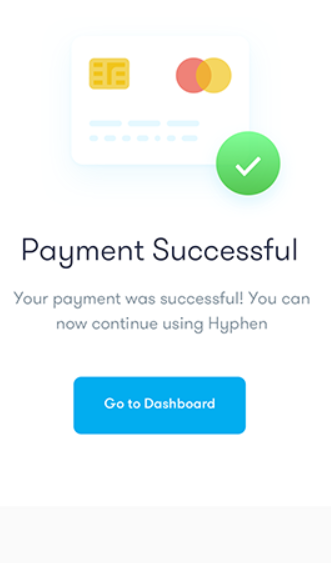 Payment Successful
Your payment was successful! You can
now continue using Hyphen
Go to Dashboard